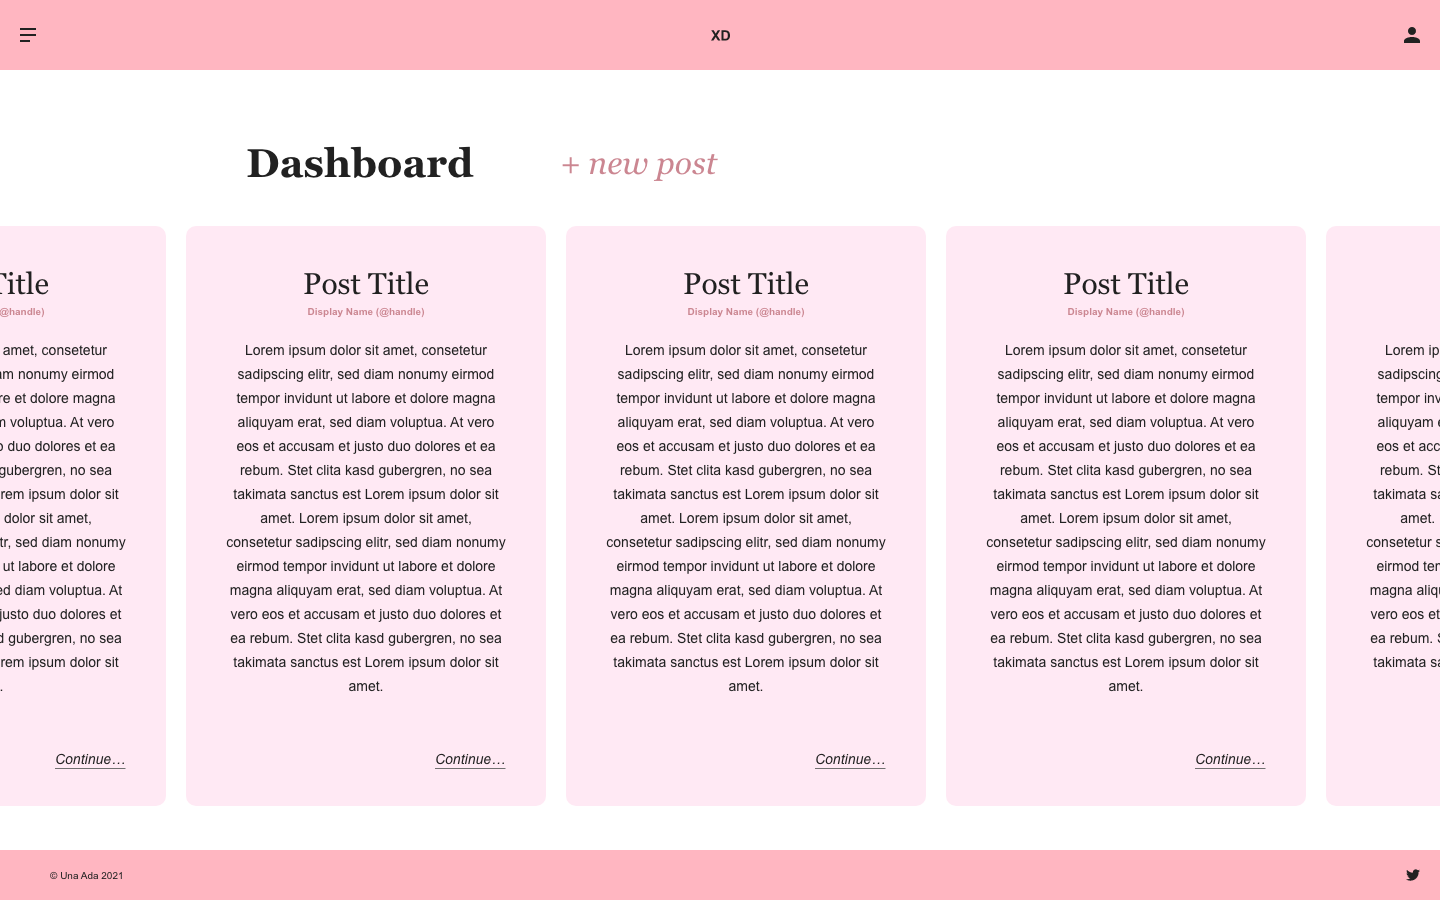 XD
Dashboard
+ new post
Title
@handle)
amet, consetetur
nonumy eirmod
et dolore magna
voluptua. At vero
duo dolores et ea
gubergren, no sea
ipsum dolor sit
dolor sit amet,
sed diam nonumy
ut labore et dolore
diam voluptua. At
justo duo dolores et
gubergren, no sea
ipsum dolor sit
.
Continue...
Post Title
Display Name (@handle)
Lorem ipsum dolor sit amet, consetetur
sadipscing elitr, sed diam nonumy eirmod
tempor invidunt ut labore et dolore magna
aliquyam erat, sed diam voluptua. At vero
eos et accusam et justo duo dolores et ea
rebum. Stet clita kasd gubergren, no sea
takimata sanctus est Lorem ipsum dolor sit
amet. Lorem ipsum dolor sit amet,
consetetur sadipscing elitr, sed diam nonumy
eirmod tempor invidunt ut labore et dolore
magna aliquyam erat, sed diam voluptua. At
vero eos et accusam et justo duo dolores et
ea rebum. Stet clita kasd gubergren, no sea
takimata sanctus est Lorem ipsum dolor sit
amet.
Continue...
Post Title
Display Name (@handle)
Lorem ipsum dolor sit amet, consetetur
sadipscing elitr, sed diam nonumy eirmod
tempor invidunt ut labore et dolore magna
aliquyam erat, sed diam voluptua. At vero
eos et accusam et justo duo dolores et ea
rebum. Stet clita kasd gubergren, no sea
takimata sanctus est Lorem ipsum dolor sit
amet. Lorem ipsum dolor sit amet,
consetetur sadipscing elitr, sed diam nonumy
eirmod tempor invidunt ut labore et dolore
magna aliquyam erat, sed diam voluptua. At
vero eos et accusam et justo duo dolores et
ea rebum. Stet clita kasd gubergren, no sea
takimata sanctus est Lorem ipsum dolor sit
amet.
Continue...
Post Title
Display Name (@handle)
Lorem ipsum dolor sit amet, consetetur
sadipscing elitr, sed diam nonumy eirmod
tempor invidunt ut labore et dolore magna
aliquyam erat, sed diam voluptua. At vero
eos et accusam et justo duo dolores et ea
rebum. Stet clita kasd gubergren, no sea
takimata sanctus est Lorem ipsum dolor sit
amet. Lorem ipsum dolor sit amet,
consetetur sadipscing elitr, sed diam nonumy
eirmod tempor invidunt ut labore et dolore
magna aliquyam erat, sed diam voluptua. At
vero eos et accusam et justo duo dolores et
ea rebum. Stet clita kasd gubergren, no sea
takimata sanctus est Lorem ipsum dolor sit
amet.
Continue...
Lorem ip
sadipscing
tempor inv
aliquyam e
eos et acc
rebum. St
takimata sa
amet.
consetetur s
eirmod ter
magna aliqu
vero eos et
ea rebum. S
takimata sa
© Una Ada 2021